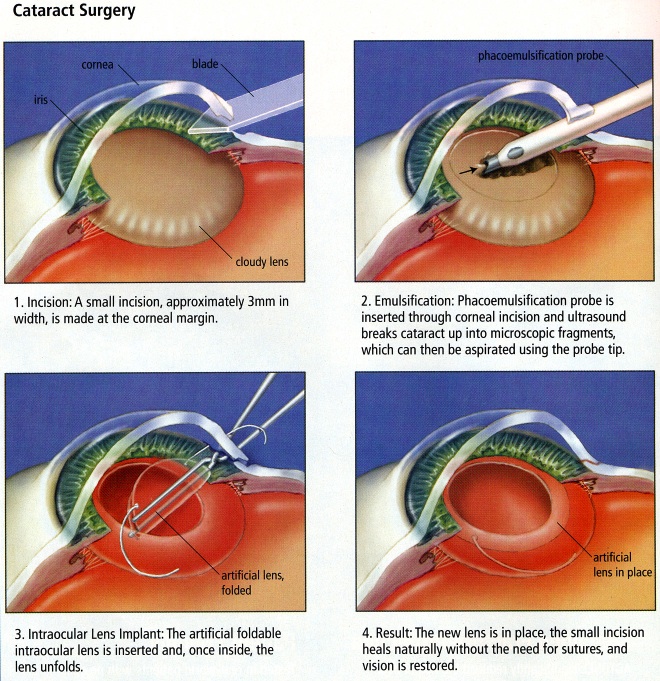 Cataract Surgery
cornea
blade
iris
cloudy lens
phacoemulsification probe
1. Incision: A small incision, approximately 3mm in
width, is made at the corneal margin.
2. Emulsification: Phacoemulsification probe is
inserted through corneal incision and ultrasound
breaks cataract up into microscopic fragments,
which can then be aspirated using the probe tip.
artificial lens,
folded
artificial
lens in place
3. Intraocular Lens Implant: The artificial foldable
intraocular lens is inserted and, once inside, the
lens unfolds.
4. Result: The new lens is in place, the small incision
heals naturally without the need for sutures, and
vision is restored.